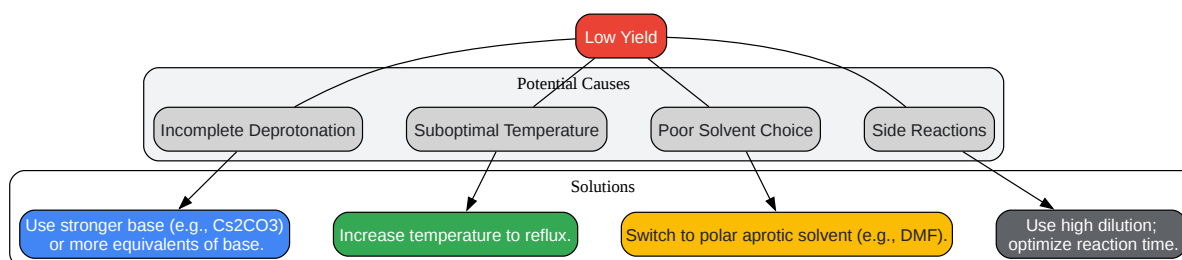 Low Yield
Potential Causes
Incomplete Deprotonation
Suboptimal Temperature
Poor Solvent Choice
Side Reactions
Solutions
Use stronger base (e.g., Cs2CO3)
or more equivalents of base.
Increase temperature to reflux.
Switch to polar aprotic solvent (e.g., DMF).
Use high dilution;
optimize reaction time.